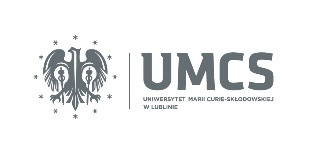 UMCS
UNIWERSYTET MARII CURIE-SKŁODOWSKIEJ
W LUBLINIE